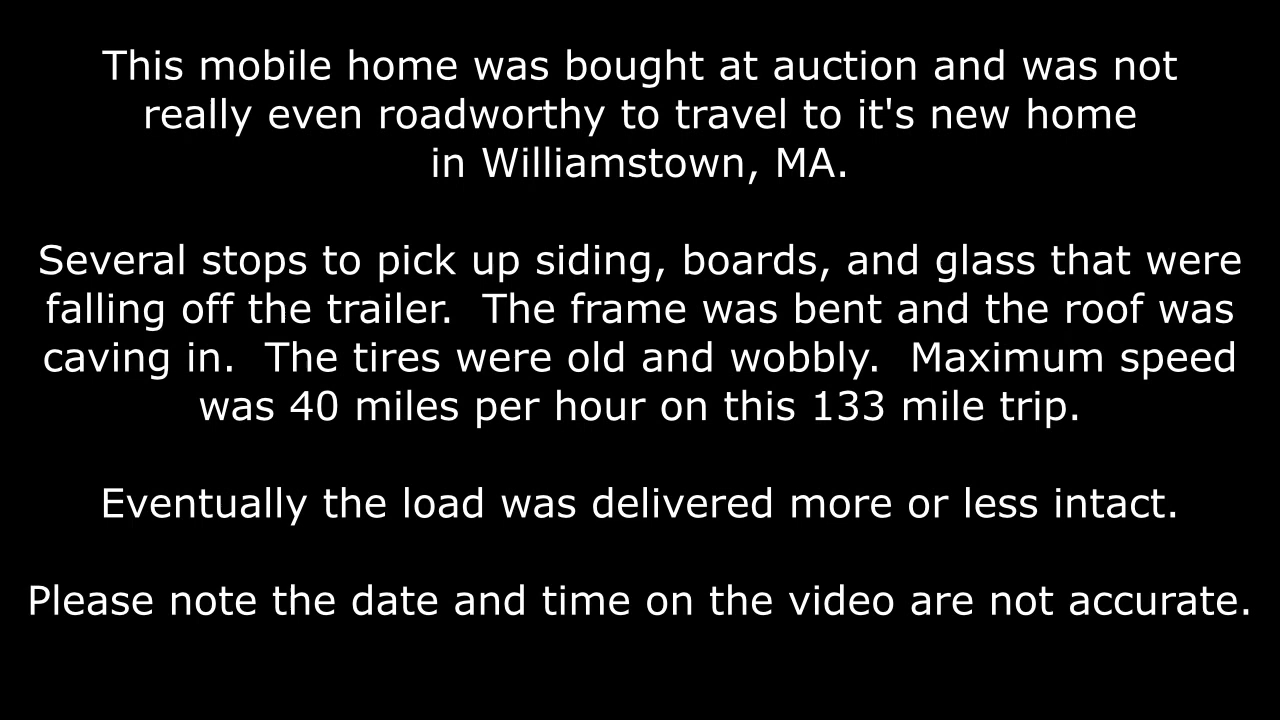 This mobile home was bought at auction and was not
really even roadworthy to travel to it's new home
in Williamstown, MA.
Several stops to pick up siding, boards, and glass that were
falling off the trailer.  The frame was bent and the roof was
caving in.  The tires were old and wobbly.  Maximum speed
was 40 miles per hour on this 133 mile trip.
Eventually the load was delivered more or less intact.
Please note the date and time on the video are not accurate.